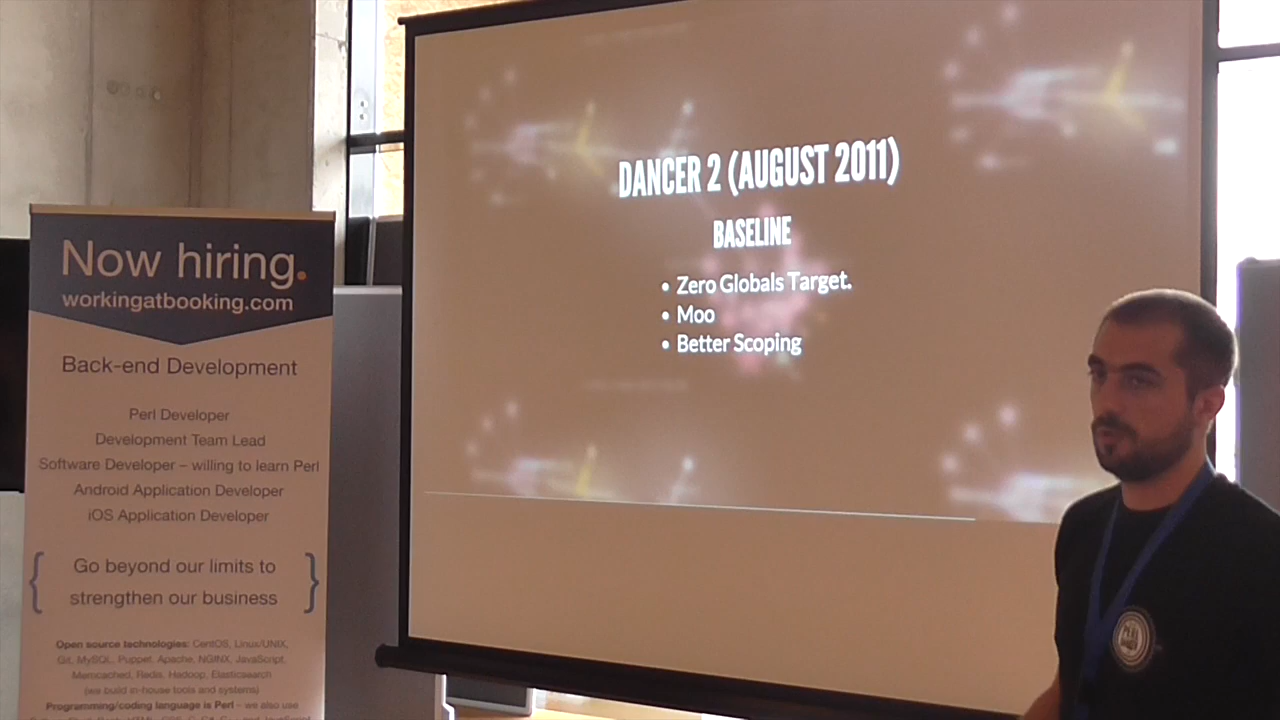 Now hiring.
workingatbooking.com
Back-end Development
Perl Developer
Development Team Lead
Software Developer – willing to learn Perl
Android Application Developer
iOS Application Developer
{ Go beyond our limits to
strengthen our business }
Open source technologies: CentOS, Linux/UNIX,
Git, MySQL, Puppet, Apache, NGINX, JavaScript,
Memcached, Redis, Hadoop, Elasticsearch
(we build in-house tools and systems)
Programming/coding language is Perl – we also use
DANCER 2 (AUGUST 2011)
BASELINE
• Zero Globals Target.
• Moo
• Better Scoping